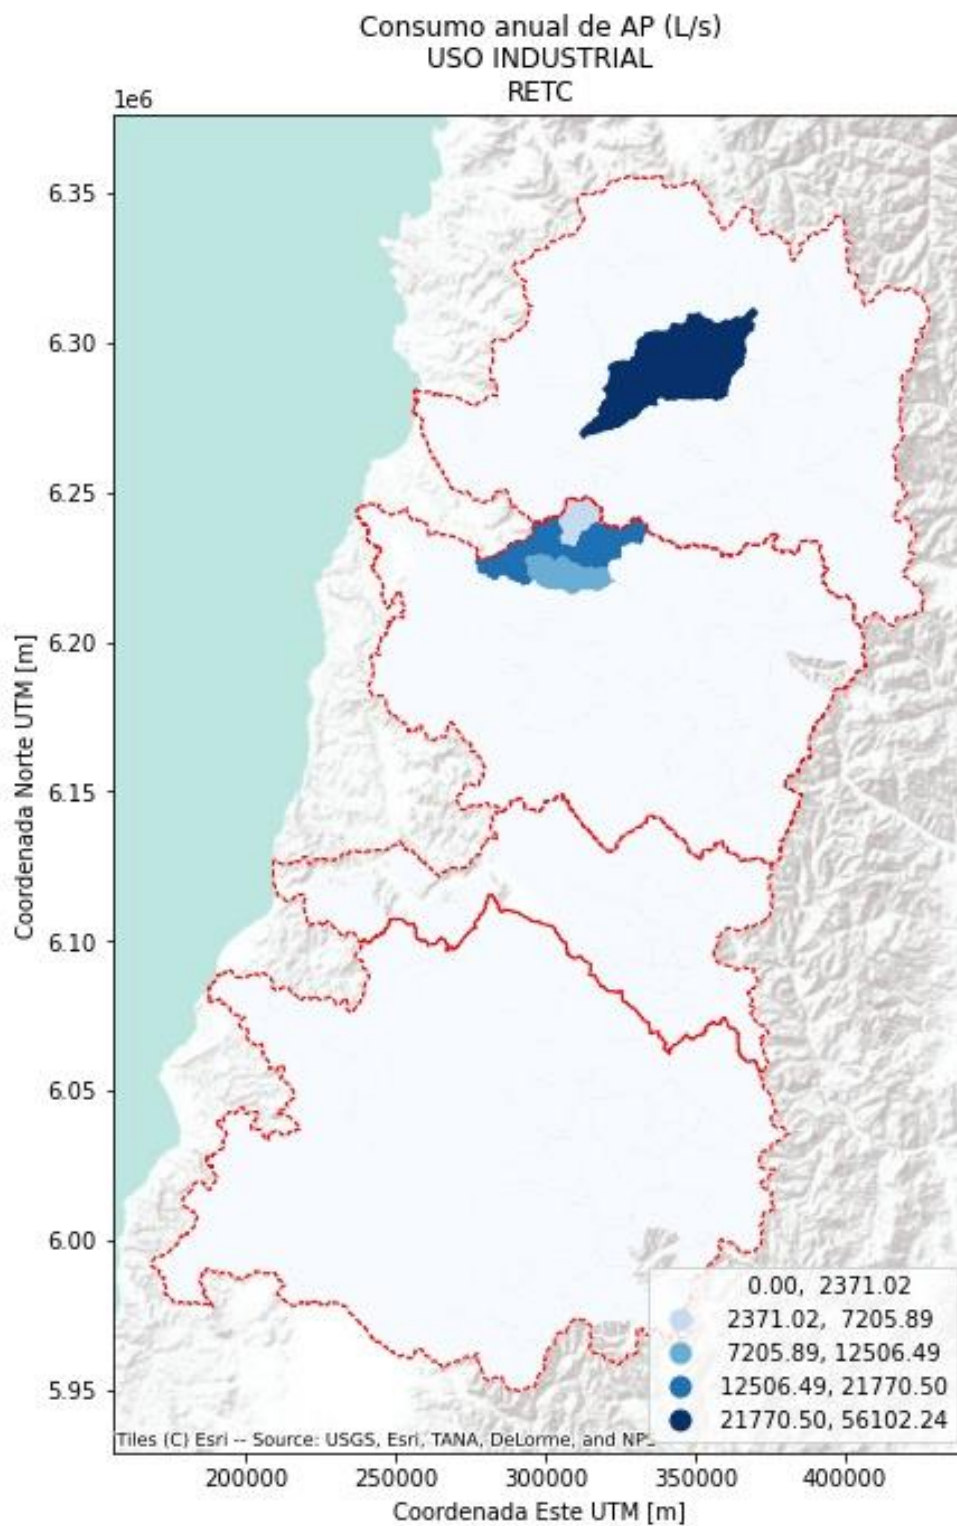 Consumo anual de AP (L/s)
USO INDUSTRIAL
RETC
1e6
6.35
6.30
6.25
6.20
6.15
6.10
6.05
6.00
5.95
Coordenada Norte UTM [m]
0.00, 2371.02
2371.02, 7205.89
7205.89, 12506.49
12506.49, 21770.50
21770.50, 56102.24
Tiles (C) Esri -- Source: USGS, Esri, TANA, DeLorme, and
200000 250000 300000 350000 400000
Coordenada Este UTM [m]